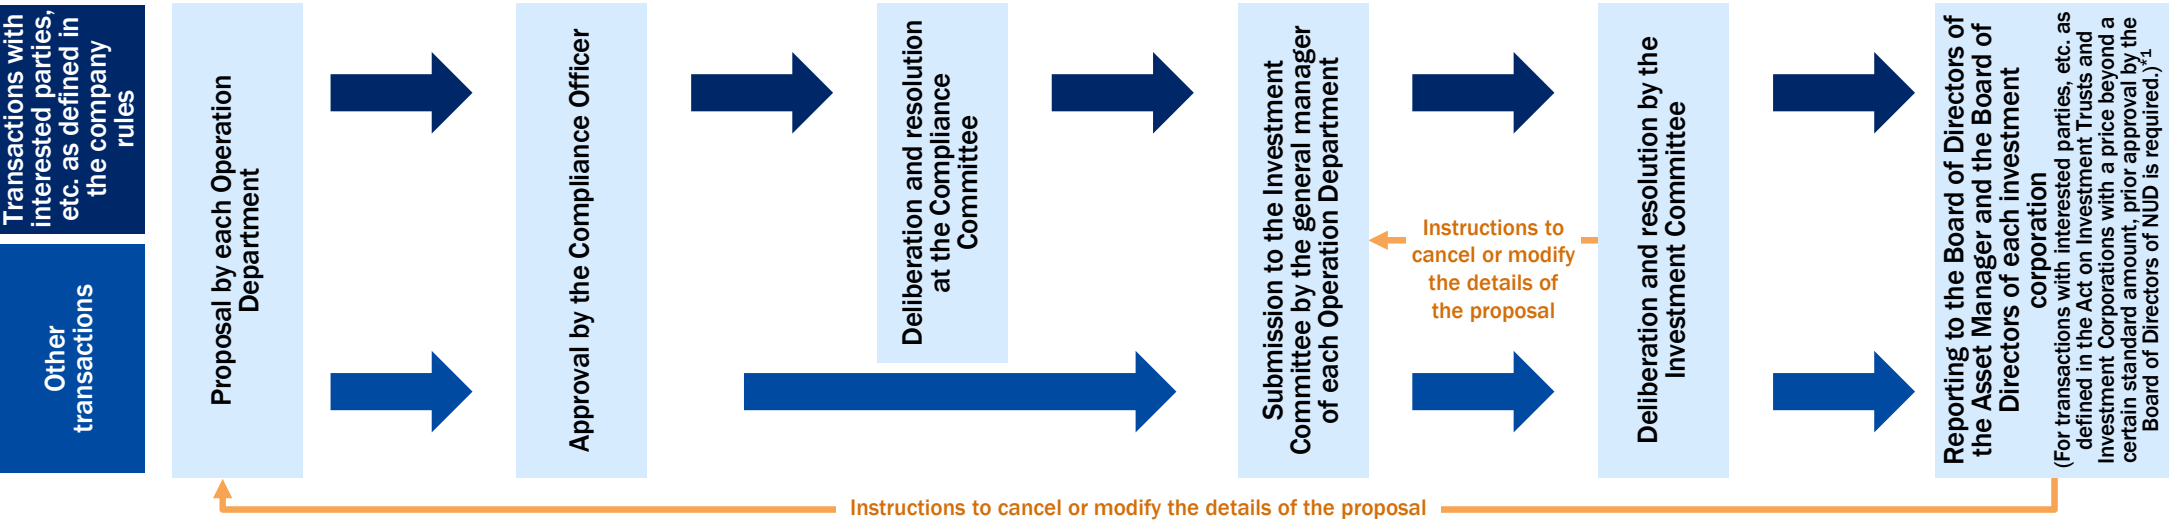 Transactions with
interested parties,
etc. as defined in
the company
rules
Other
transactions
Proposal by each Operation
Department
Approval by the Compliance Officer
Deliberation and resolution
at the Compliance
Committee
Submission to the Investment
Committee by the general manager
of each Operation Department
Instructions to
cancel or modify
the details of
the proposal
Deliberation and resolution by the
Investment Committee
Reporting to the Board of Directors of
the Asset Manager and the Board of
Directors of each investment
corporation
(For transactions with interested parties, etc. as
defined in the Act on Investment Trusts and
Investment Corporations with a price beyond a
certain standard amount, prior approval by the
Board of Directors of NUD is required.)*1
Instructions to cancel or modify the details of the proposal